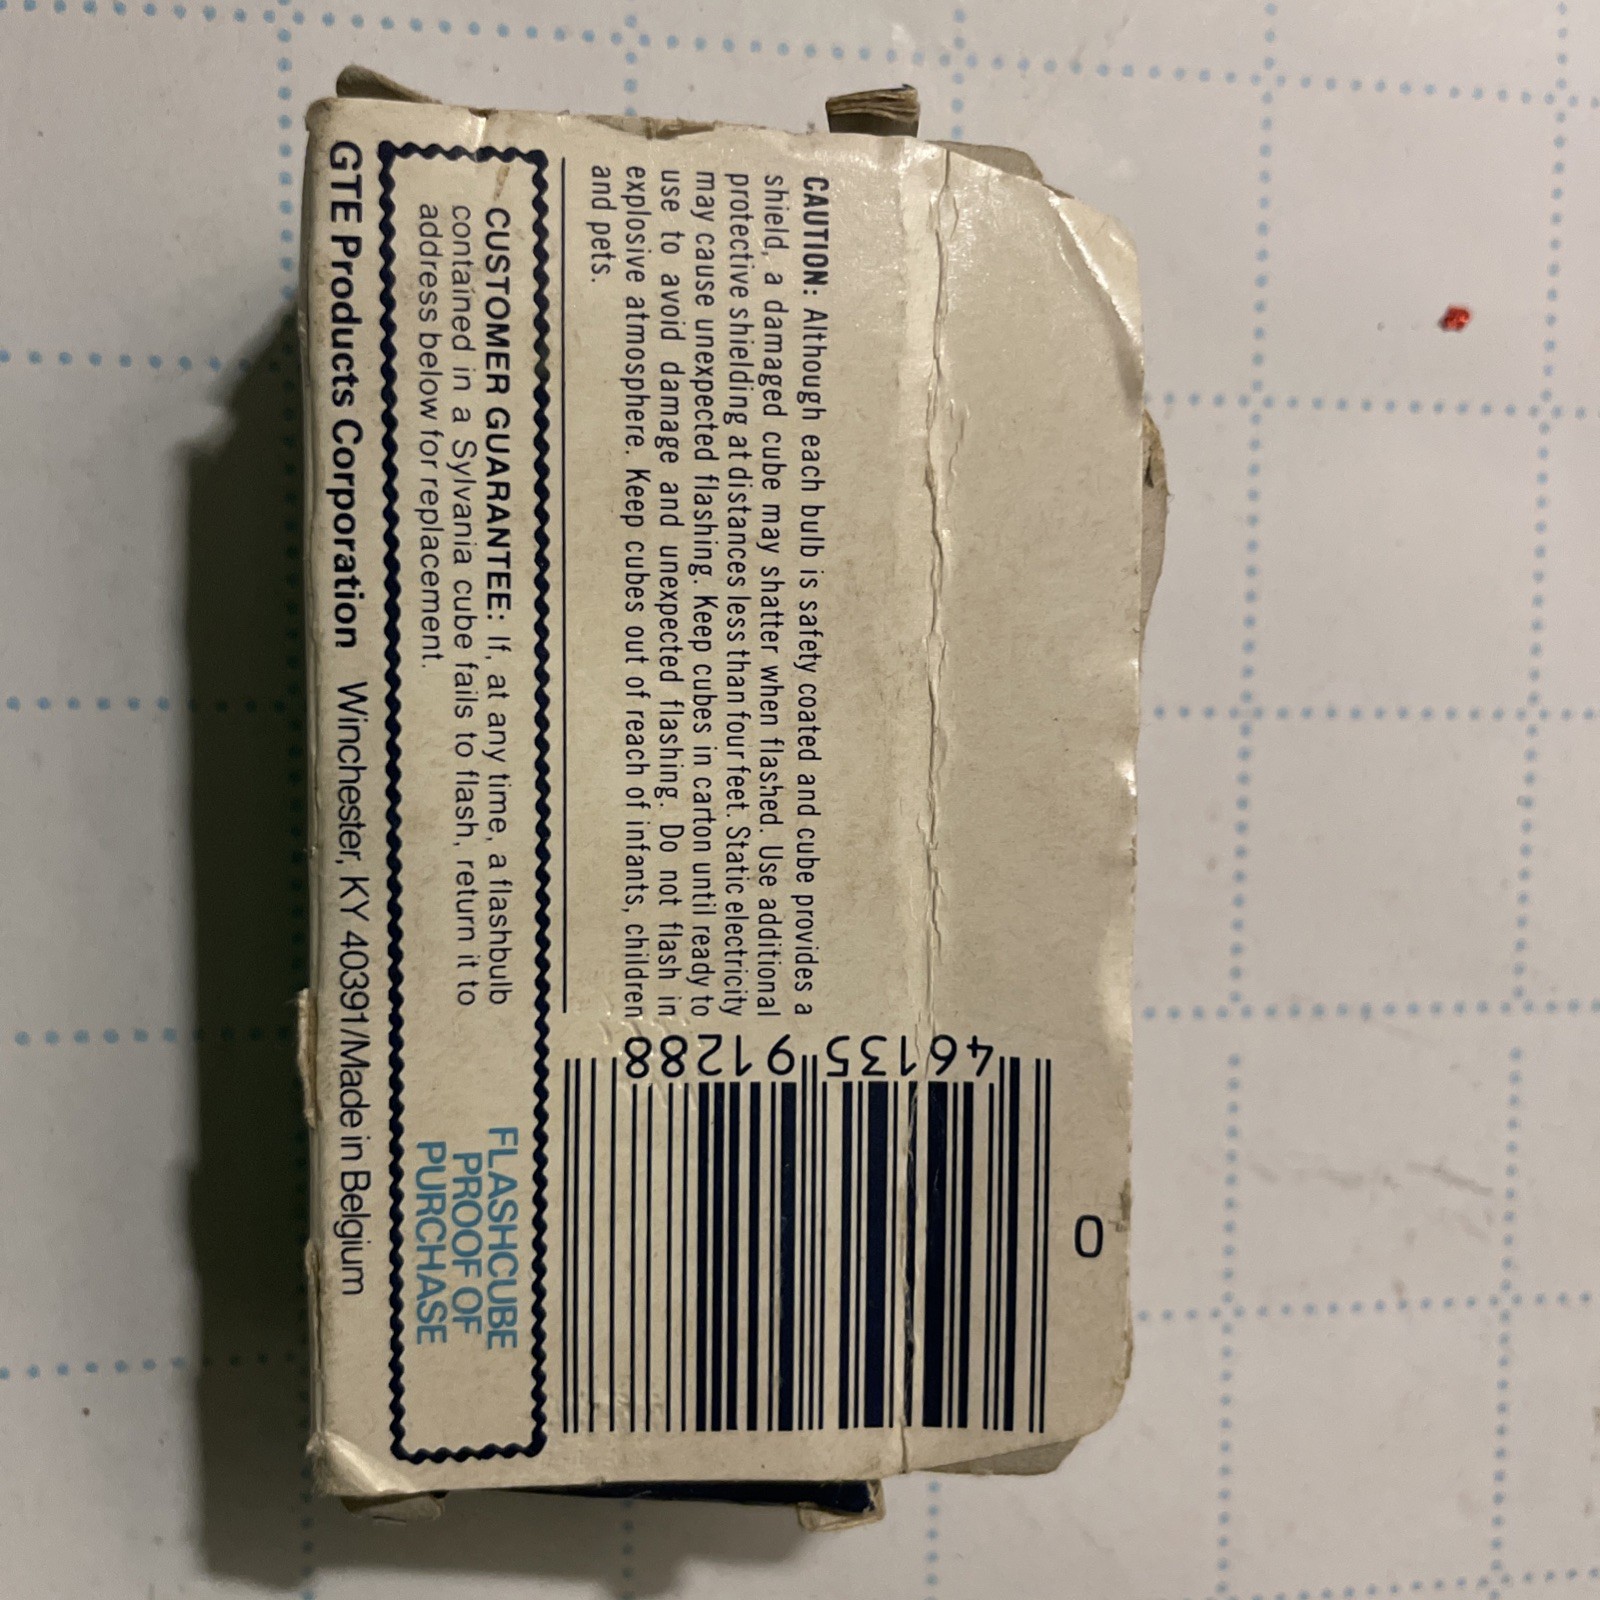 CAUTION: Although each bulb is safety coated and cube provides a
shield, a damaged cube may shatter when flashed. Use additional
protective shielding at distances less than four feet. Static electricity
may cause unexpected flashing. Keep cubes in carton until ready to
use to avoid damage and unexpected flashing. Do not flash in
explosive atmosphere. Keep cubes out of reach of infants, children
and pets.
0
46135 91288
CUSTOMER GUARANTEE: If, at any time, a flashbulb
contained in a Sylvania cube fails to flash, return it to
address below for replacement.
FLASHCUBE
PROOF OF
PURCHASE
GTE Products Corporation Winchester, KY 40391/Made in Belgium